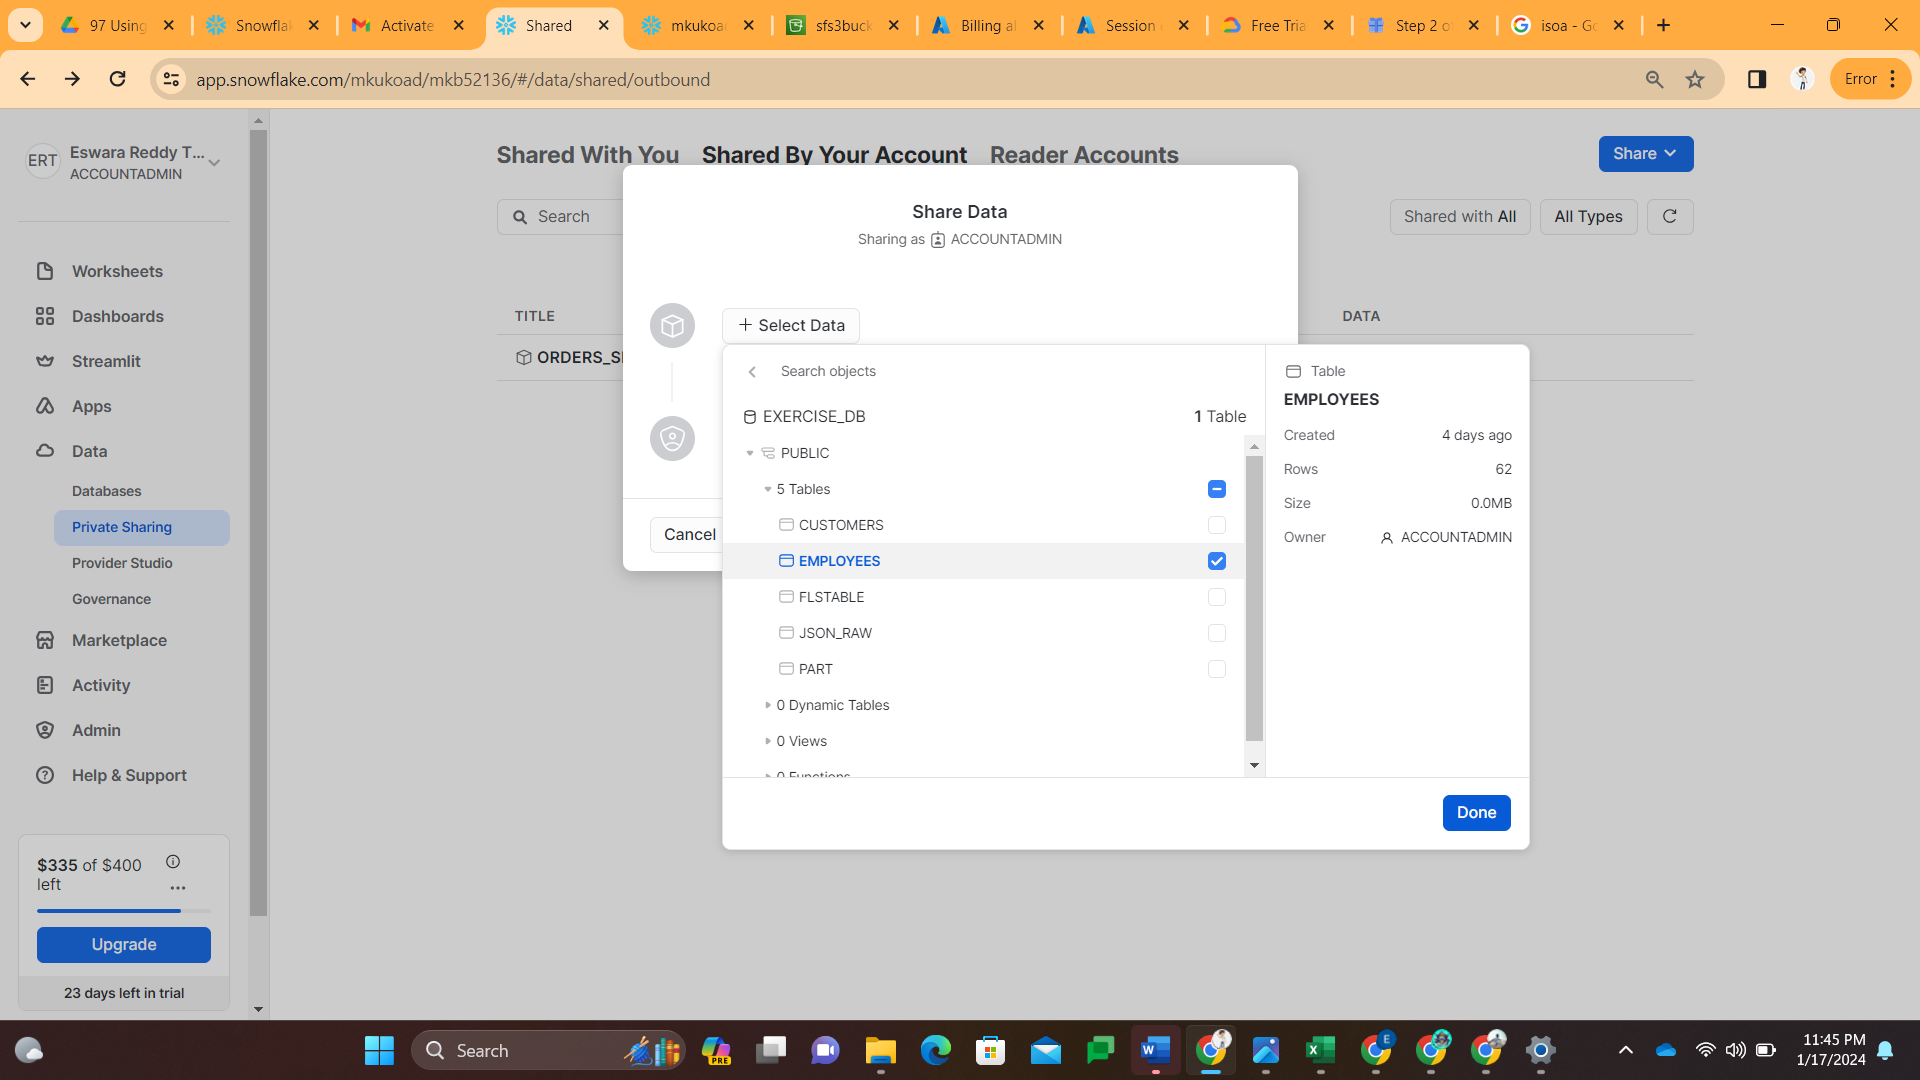 97 Using
Snowfla
Activate
Shared
mkukoa
sfs3buck
Billing al
Session
Free Tria
Step 2 o
isoa - Go
app.snowflake.com/mkukoad/mkb52136/#/data/shared/outbound
Error
ERT
Eswara Reddy T...
ACCOUNTADMIN
Worksheets
Dashboards
Streamlit
Apps
Data
Databases
Private Sharing
Provider Studio
Governance
Marketplace
Activity
Admin
Help & Support
$335 of $400
left
Upgrade
23 days left in trial
Shared With You
Shared By Your Account
Reader Accounts
Share
Search
Shared with All
All Types
TITLE
DATA
ORDERS_S
Share Data
Sharing as ACCOUNTADMIN
+ Select Data
Cancel
Search objects
EXERCISE_DB
1 Table
PUBLIC
5 Tables
CUSTOMERS
EMPLOYEES
FLSTABLE
JSON_RAW
PART
0 Dynamic Tables
0 Views
0 Functions
Table
EMPLOYEES
Created
4 days ago
Rows
62
Size
0.0MB
Owner
ACCOUNTADMIN
Done
Search
PRE
E
11:45 PM
1/17/2024